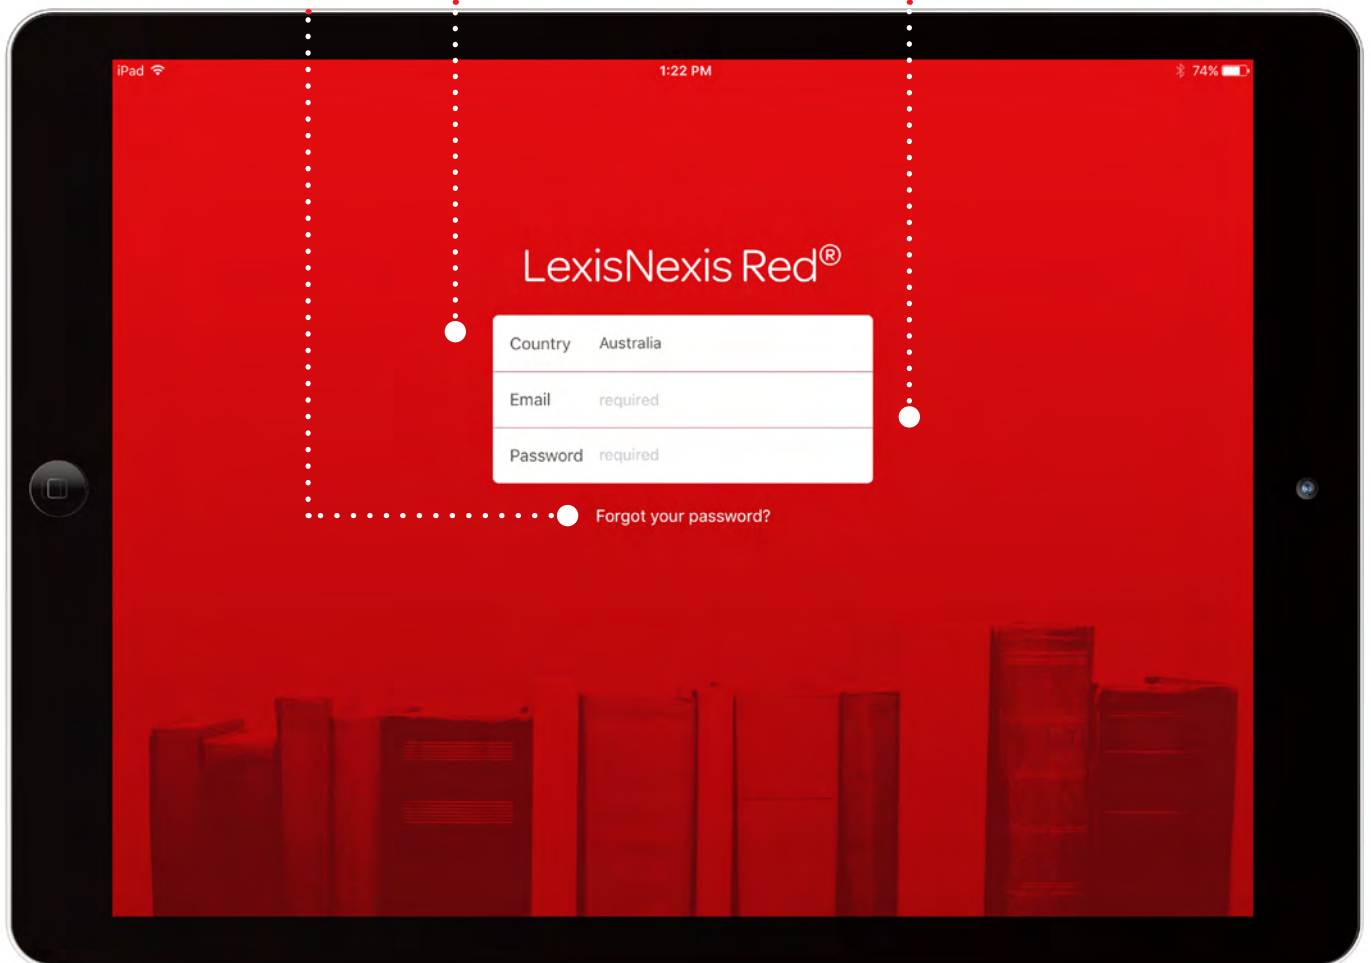 iPad 1:22 PM 74%
LexisNexis Red®
Country Australia
Email required
Password required
Forgot your password?